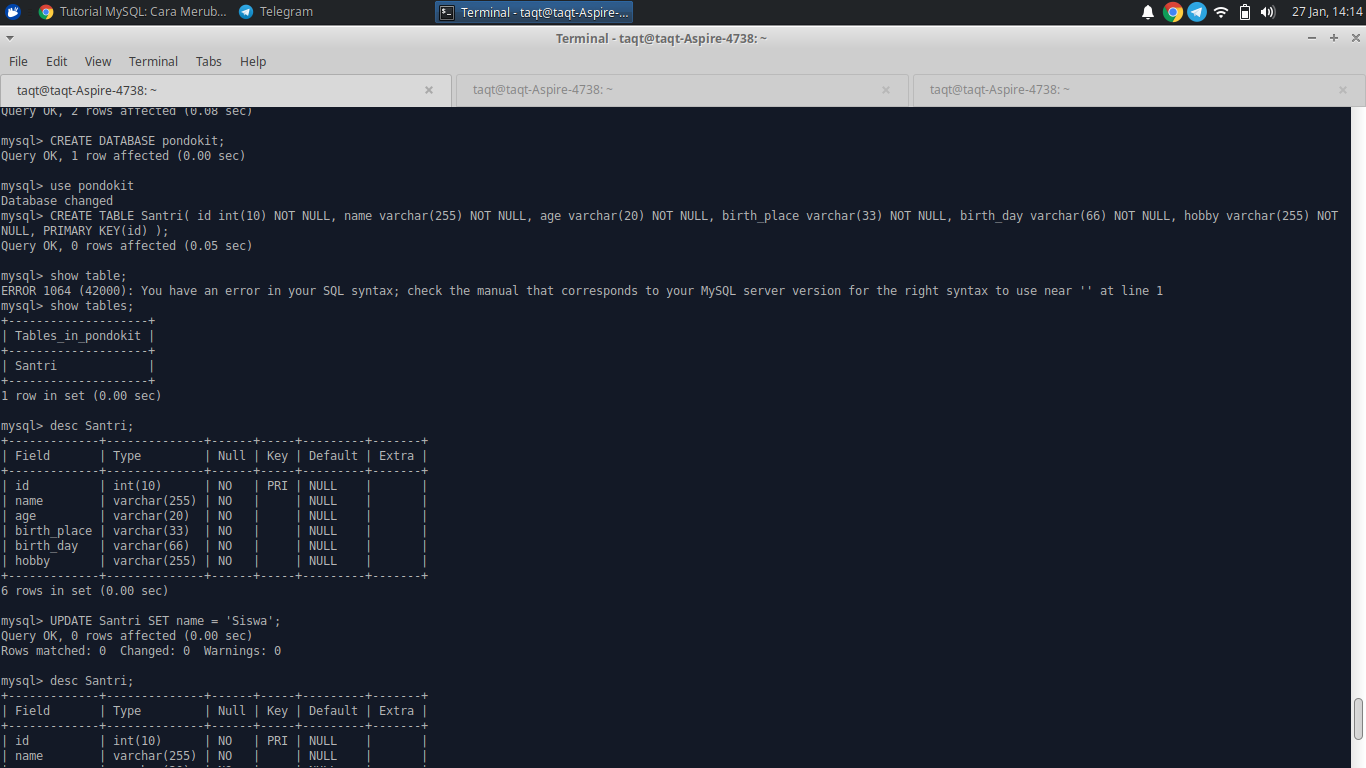 Tutorial MySQL: Cara Merub... Telegram Terminal - taqt@taqt-Aspire-... 27 Jan, 14:14
Terminal - taqt@taqt-Aspire-4738: ~
File Edit View Terminal Tabs Help
taqt@taqt-Aspire-4738: ~ taqt@taqt-Aspire-4738: ~ taqt@taqt-Aspire-4738: ~
Query OK, 2 rows affected (0.08 sec)
mysql> CREATE DATABASE pondokit;
Query OK, 1 row affected (0.00 sec)
mysql> use pondokit
Database changed
mysql> CREATE TABLE Santri( id int(10) NOT NULL, name varchar(255) NOT NULL, age varchar(20) NOT NULL, birth_place varchar(33) NOT NULL, birth_day varchar(66) NOT NULL, hobby varchar(255) NOT
NULL, PRIMARY KEY(id) );
Query OK, 0 rows affected (0.05 sec)
mysql> show table;
ERROR 1064 (42000): You have an error in your SQL syntax; check the manual that corresponds to your MySQL server version for the right syntax to use near '' at line 1
mysql> show tables;
+--------------------+
| Tables_in_pondokit |
+--------------------+
| Santri             |
+--------------------+
1 row in set (0.00 sec)
mysql> desc Santri;
+-------------+--------------+------+-----+---------+-------+
| Field       | Type         | Null | Key | Default | Extra |
+-------------+--------------+------+-----+---------+-------+
| id          | int(10)      | NO   | PRI | NULL    |       |
| name        | varchar(255) | NO   |     | NULL    |       |
| age         | varchar(20)  | NO   |     | NULL    |       |
| birth_place | varchar(33)  | NO   |     | NULL    |       |
| birth_day   | varchar(66)  | NO   |     | NULL    |       |
| hobby       | varchar(255) | NO   |     | NULL    |       |
+-------------+--------------+------+-----+---------+-------+
6 rows in set (0.00 sec)
mysql> UPDATE Santri SET name = 'Siswa';
Query OK, 0 rows affected (0.00 sec)
Rows matched: 0  Changed: 0  Warnings: 0
mysql> desc Santri;
+-------------+--------------+------+-----+---------+-------+
| Field       | Type         | Null | Key | Default | Extra |
+-------------+--------------+------+-----+---------+-------+
| id          | int(10)      | NO   | PRI | NULL    |       |
| name        | varchar(255) | NO   |     | NULL    |       |